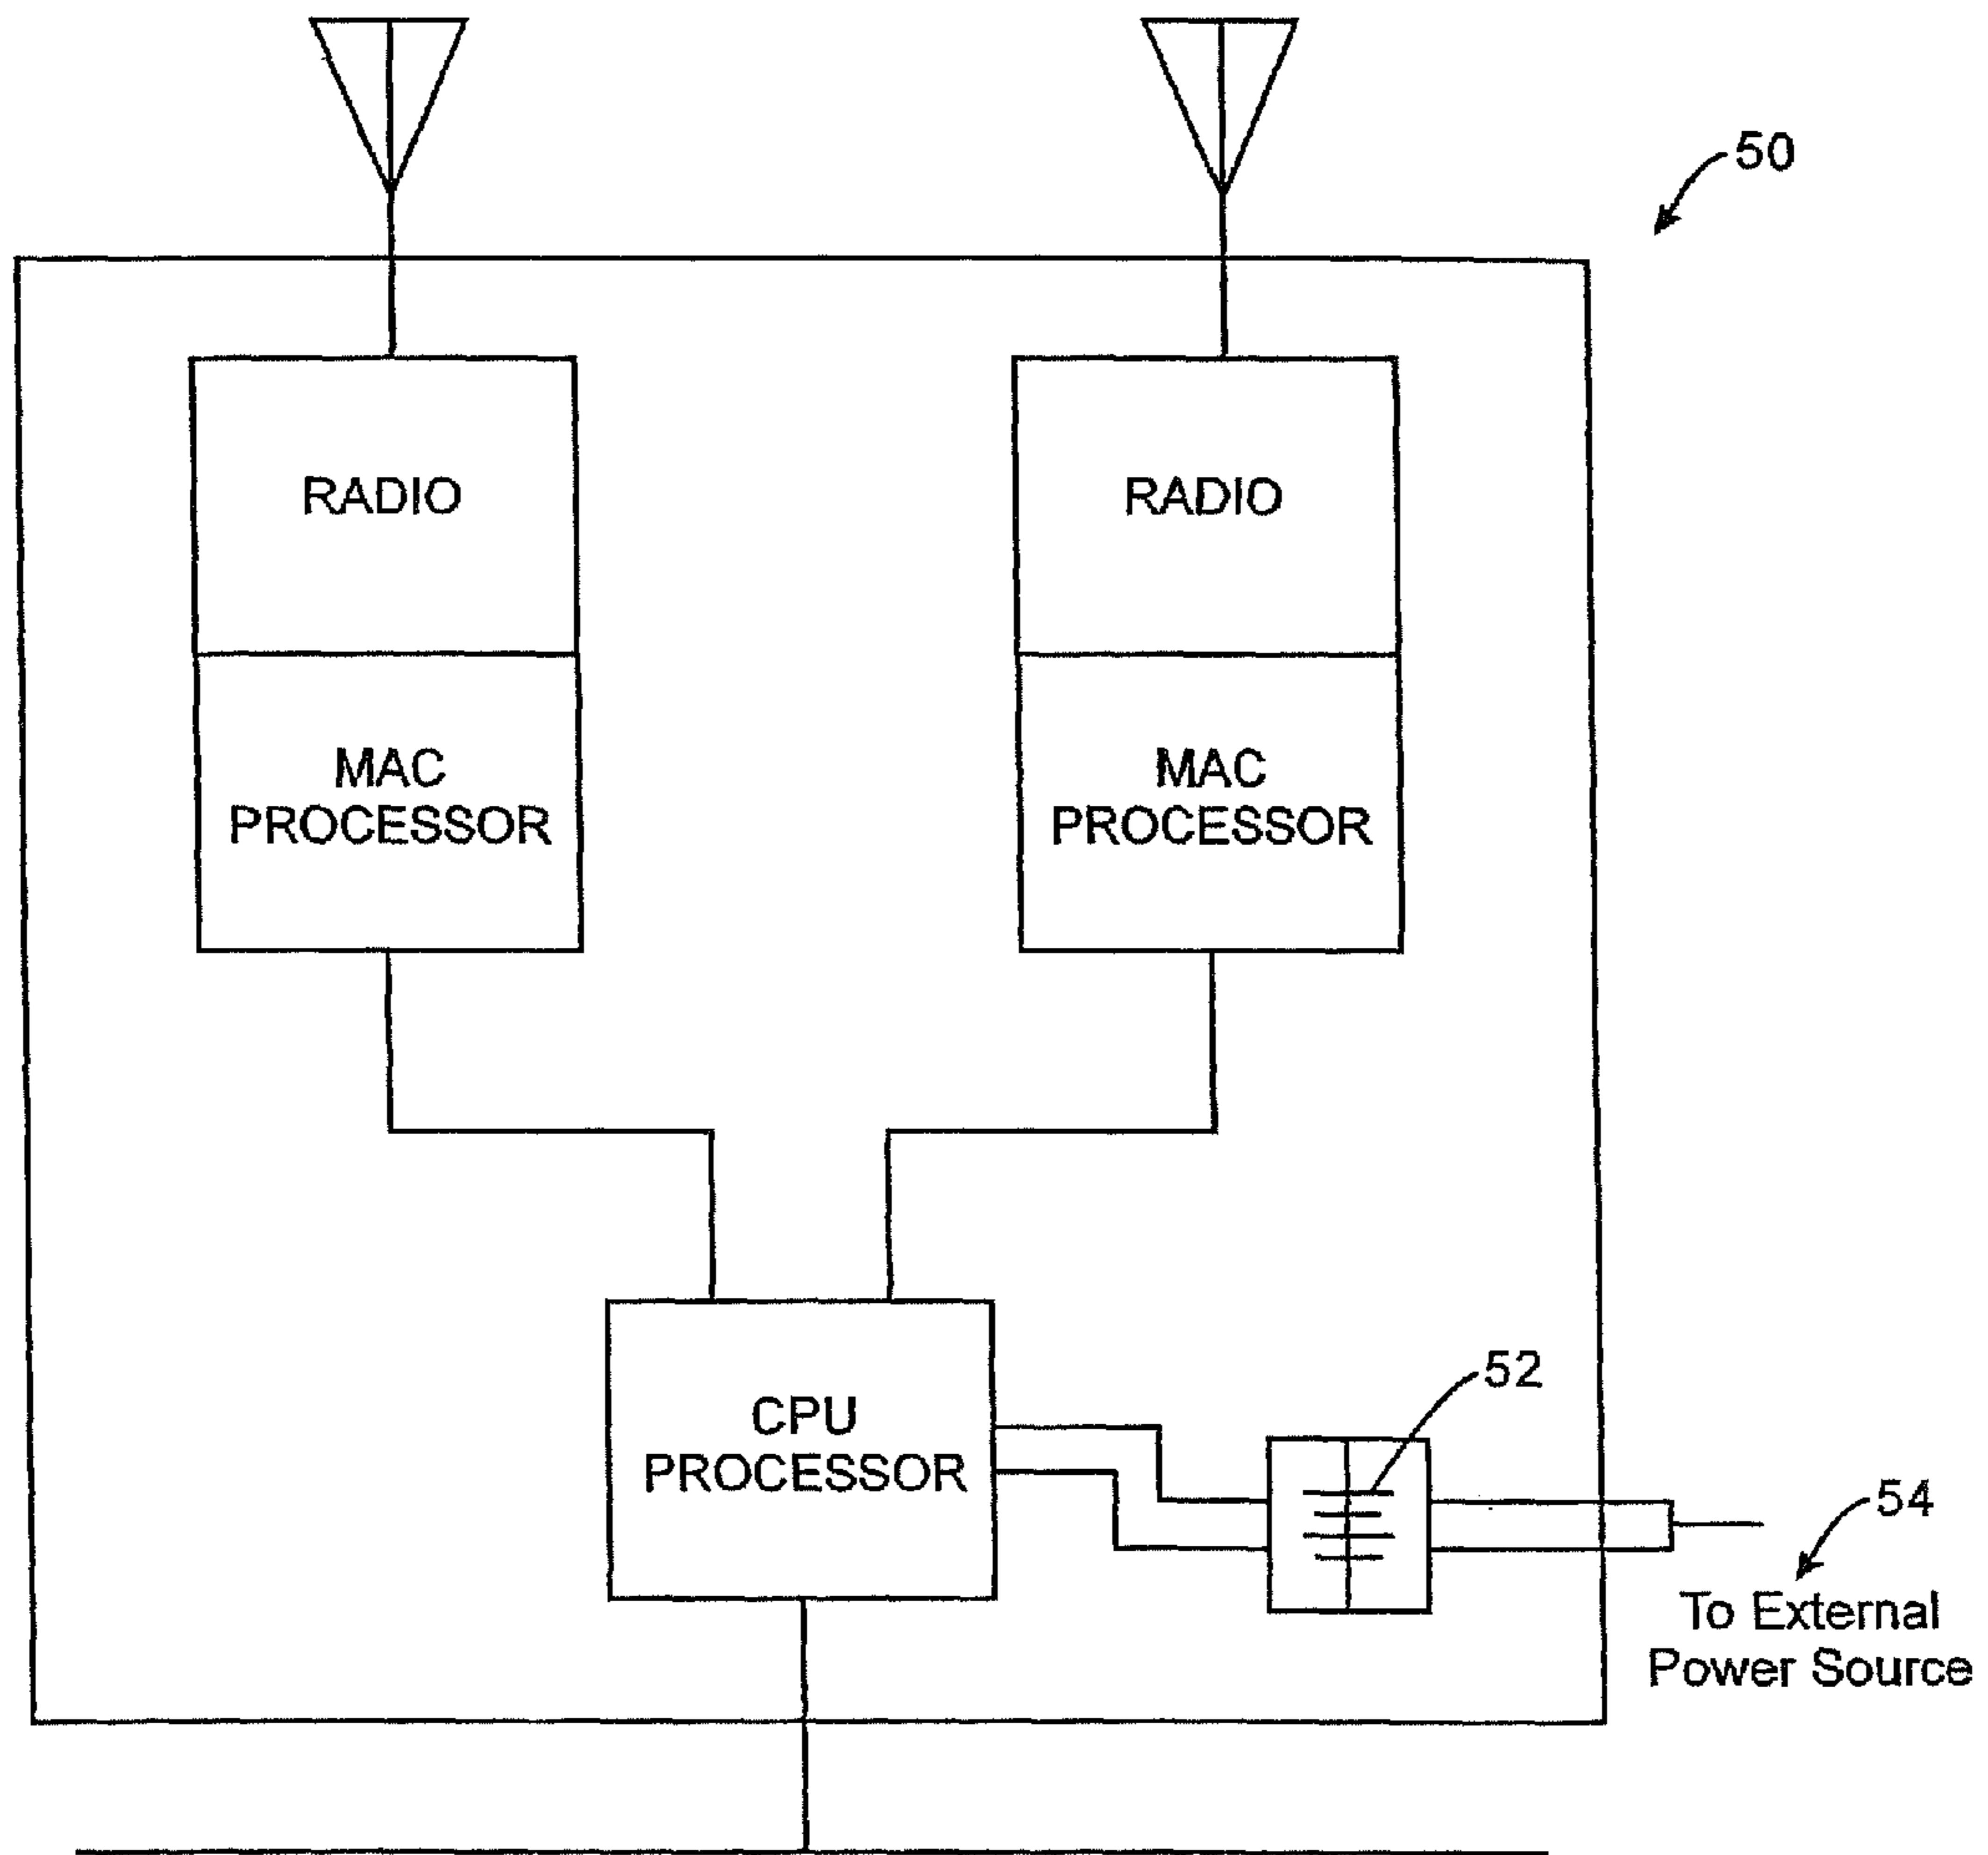 50
RADIO
RADIO
MAC
PROCESSOR
MAC
PROCESSOR
CPU
PROCESSOR
52
54
To External
Power Source